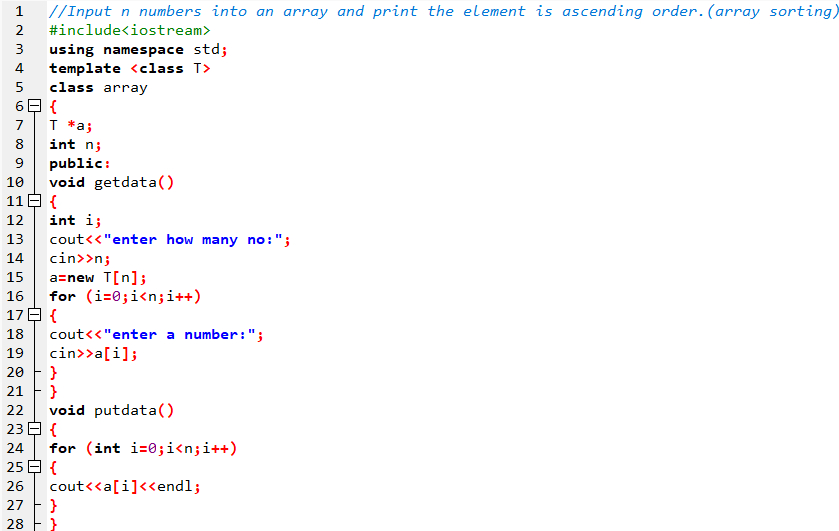 1 //Input n numbers into an array and print the element is ascending order.(array sorting)
2 #include<iostream>
3 using namespace std;
4 template <class T>
5 class array
6 {
7 T *a;
8 int n;
9 public:
10 void getdata()
11 {
12 int i;
13 cout<<"enter how many no:";
14 cin>>n;
15 a=new T[n];
16 for (i=0;i<n;i++)
17 {
18 cout<<"enter a number:";
19 cin>>a[i];
20 }
21 }
22 void putdata()
23 {
24 for (int i=0;i<n;i++)
25 {
26 cout<<a[i]<<endl;
27 }
28 }